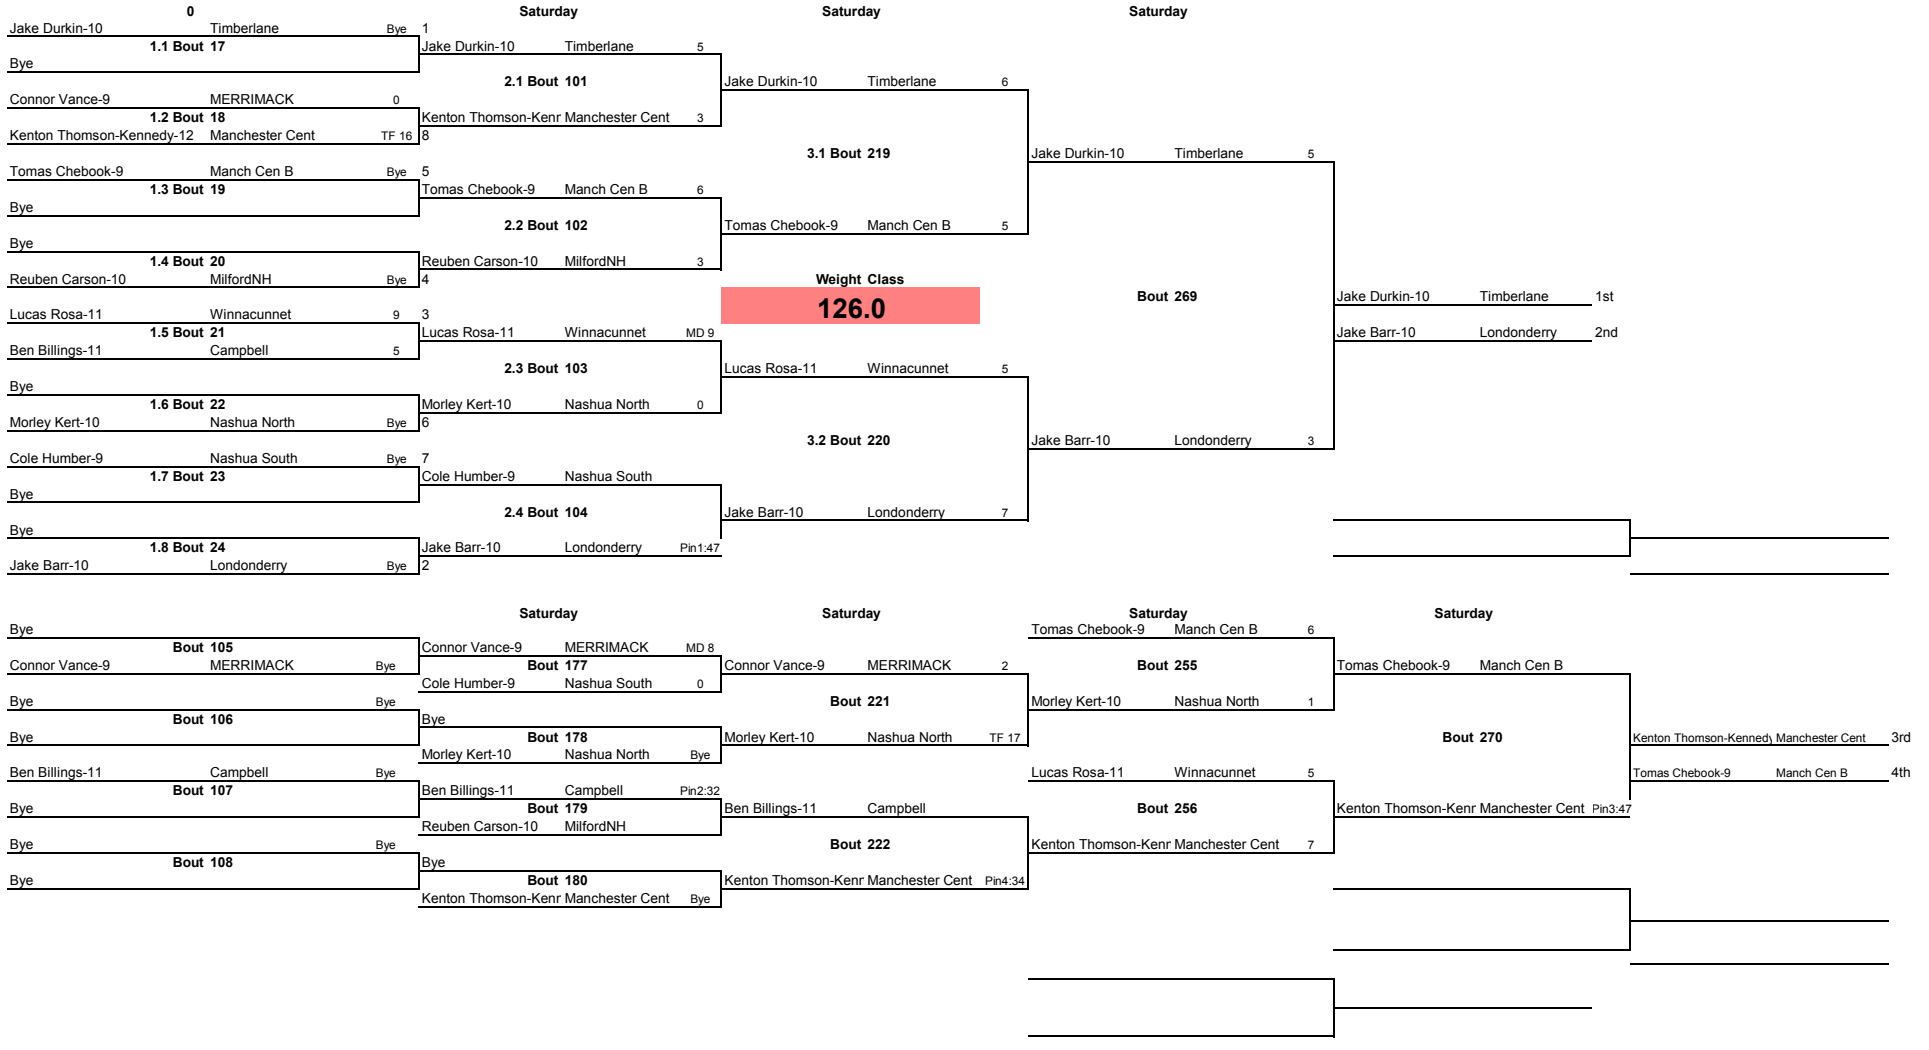 0 Saturday Saturday Saturday
Jake Durkin-10 Timberlane Bye 1
1.1 Bout 17 Jake Durkin-10 Timberlane 5
Bye
2.1 Bout 101 Jake Durkin-10 Timberlane 6
Connor Vance-9 MERRIMACK 0
1.2 Bout 18 Kenton Thomson-Kenr Manchester Cent 3
Kenton Thomson-Kennedy-12 Manchester Cent TF 16 8
3.1 Bout 219 Jake Durkin-10 Timberlane 5
Tomas Chebook-9 Manch Cen B Bye 5
1.3 Bout 19 Tomas Chebook-9 Manch Cen B 6
Bye
2.2 Bout 102 Tomas Chebook-9 Manch Cen B 5
Bye
1.4 Bout 20 Reuben Carson-10 MilfordNH 3
Reuben Carson-10 MilfordNH Bye 4 Weight Class
Bout 269 Jake Durkin-10 Timberlane 1st
126.0
Lucas Rosa-11 Winnacunnet 9 3
1.5 Bout 21 Lucas Rosa-11 Winnacunnet MD 9 Jake Barr-10 Londonderry 2nd
Ben Billings-11 Campbell 5
2.3 Bout 103 Lucas Rosa-11 Winnacunnet 5
Bye
1.6 Bout 22 Morley Kert-10 Nashua North 0
Morley Kert-10 Nashua North Bye 6
3.2 Bout 220 Jake Barr-10 Londonderry 3
Cole Humber-9 Nashua South Bye 7
1.7 Bout 23 Cole Humber-9 Nashua South
Bye
2.4 Bout 104 Jake Barr-10 Londonderry 7
Bye
1.8 Bout 24 Jake Barr-10 Londonderry Pin1:47
Jake Barr-10 Londonderry Bye 2
Saturday Saturday Saturday Saturday
Bye Tomas Chebook-9 Manch Cen B 6
Bout 105 Connor Vance-9 MERRIMACK MD 8
Connor Vance-9 MERRIMACK Bye Bout 177 Connor Vance-9 MERRIMACK 2 Bout 255 Tomas Chebook-9 Manch Cen B
Cole Humber-9 Nashua South 0
Bye Bye Bout 221 Morley Kert-10 Nashua North 1
Bout 106 Bye
Bye Bout 178 Morley Kert-10 Nashua North TF 17 Bout 270 Kenton Thomson-Kennedy Manchester Cent 3rd
Morley Kert-10 Nashua North Bye
Ben Billings-11 Campbell Bye Lucas Rosa-11 Winnacunnet 5 Tomas Chebook-9 Manch Cen B 4th
Bout 107 Ben Billings-11 Campbell Pin2:32
Bye Bout 179 Ben Billings-11 Campbell Bout 256 Kenton Thomson-Kenr Manchester Cent Pin3:47
Reuben Carson-10 MilfordNH
Bye Bye Bout 222 Kenton Thomson-Kenr Manchester Cent 7
Bout 108 Bye
Bye Bout 180 Kenton Thomson-Kenr Manchester Cent Pin4:34
Kenton Thomson-Kenr Manchester Cent Bye